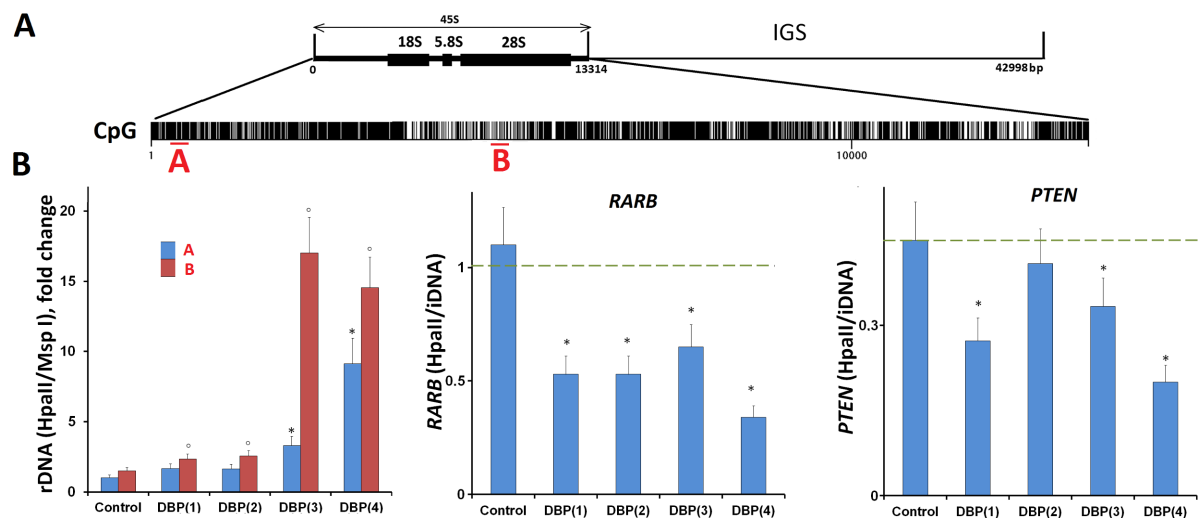 A
45S
18S 5.8S 28S
IGS
0
13314
42998bp
CpG
1
10000
A
B
B
rDNA (HpaII/Msp I), fold change
20
15
10
5
0
A
B
Control DBP(1) DBP(2) DBP(3) DBP(4)
* ° ° ° * °
RARB
RARB (HpaII/iDNA)
1
0.5
0
* * * *
Control DBP(1) DBP(2) DBP(3) DBP(4)
PTEN
PTEN (HpaII/iDNA)
0.3
0
* * *
Control DBP(1) DBP(2) DBP(3) DBP(4)